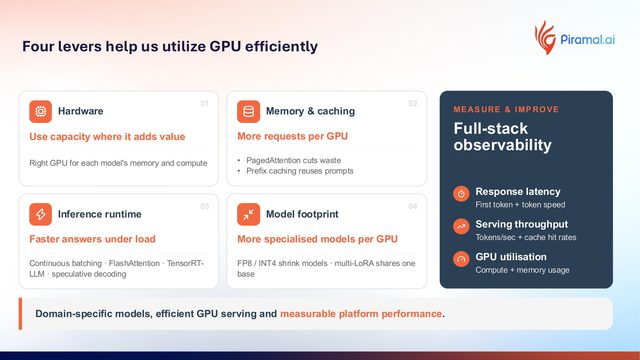 Four levers help us utilize GPU efficiently
Piramal.ai
01
Hardware
Use capacity where it adds value
Right GPU for each model's memory and compute
02
Memory & caching
More requests per GPU
• PagedAttention cuts waste
• Prefix caching reuses prompts
03
Inference runtime
Faster answers under load
Continuous batching · FlashAttention · TensorRT-
LLM · speculative decoding
04
Model footprint
More specialised models per GPU
FP8 / INT4 shrink models · multi-LoRA shares one
base
MEASURE & IMPROVE
Full-stack
observability
Response latency
First token + token speed
Serving throughput
Tokens/sec + cache hit rates
GPU utilisation
Compute + memory usage
Domain-specific models, efficient GPU serving and measurable platform performance.